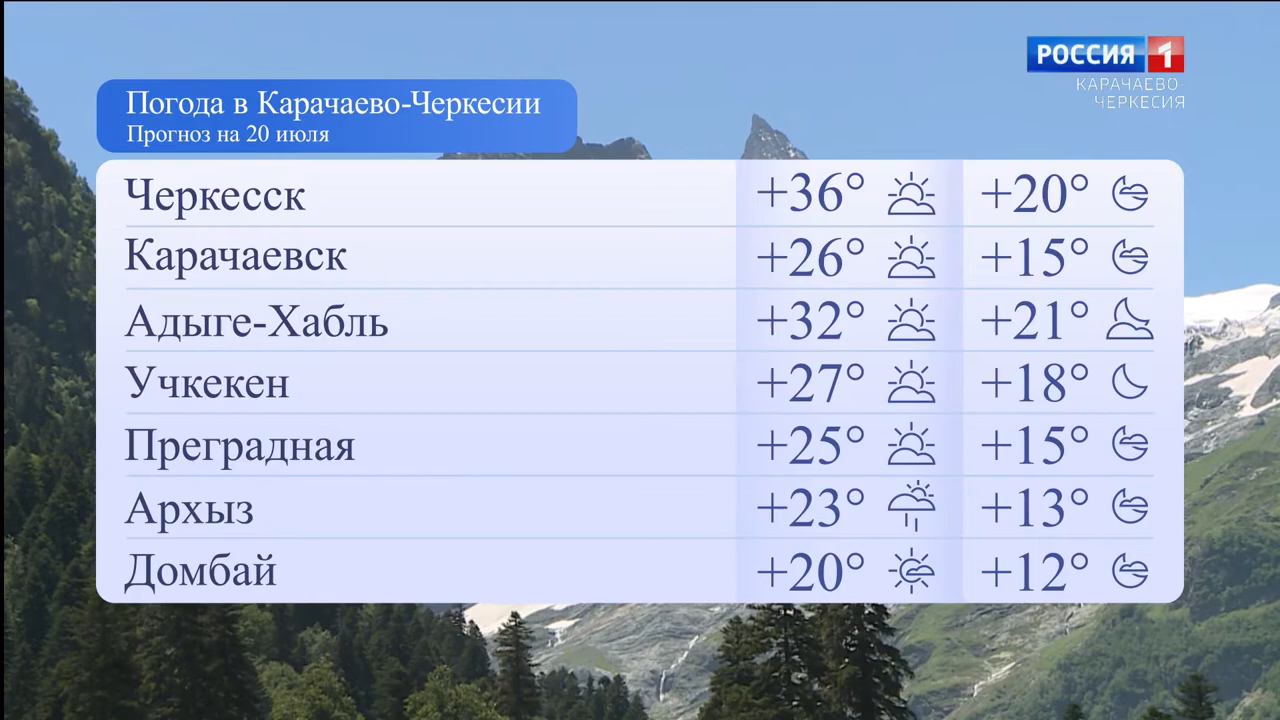 РОССИЯ 1
КАРАЧАЕВО-
ЧЕРКЕСИЯ
Погода в Карачаево-Черкесии
Прогноз на 20 июля
Черкесск +36° +20°
Карачаевск +26° +15°
Адыге-Хабль +32° +21°
Учкекен +27° +18°
Преградная +25° +15°
Архыз +23° +13°
Домбай +20° +12°